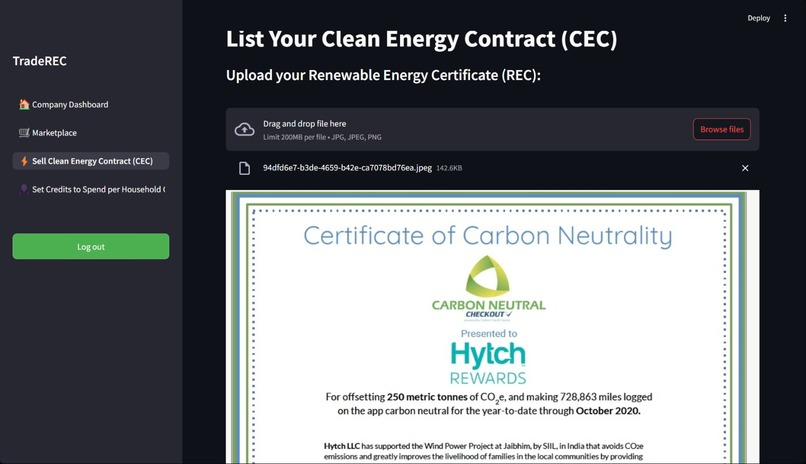 Deploy
TradeREC
Company Dashboard
Marketplace
Sell Clean Energy Contract (CEC)
Set Credits to Spend per Household
Log out
List Your Clean Energy Contract (CEC)
Upload your Renewable Energy Certificate (REC):
Drag and drop file here
Limit 200MB per file • JPG, JPEG, PNG
Browse files
94dfd6e7-b3de-4659-b42e-ca7078bd76ea.jpeg 142.6KB
Certificate of Carbon Neutrality
CARBON NEUTRAL
CHECKOUT
Presented to
Hytch
REWARDS
For offsetting 250 metric tonnes of CO2e, and making 728,863 miles logged
on the app carbon neutral for the year-to-date through October 2020.
Hytch LLC has supported the Wind Power Project at Jaibhim, by SIIL, in India that avoids CO2e
emissions and greatly improves the livelihood of families in the local communities by providing